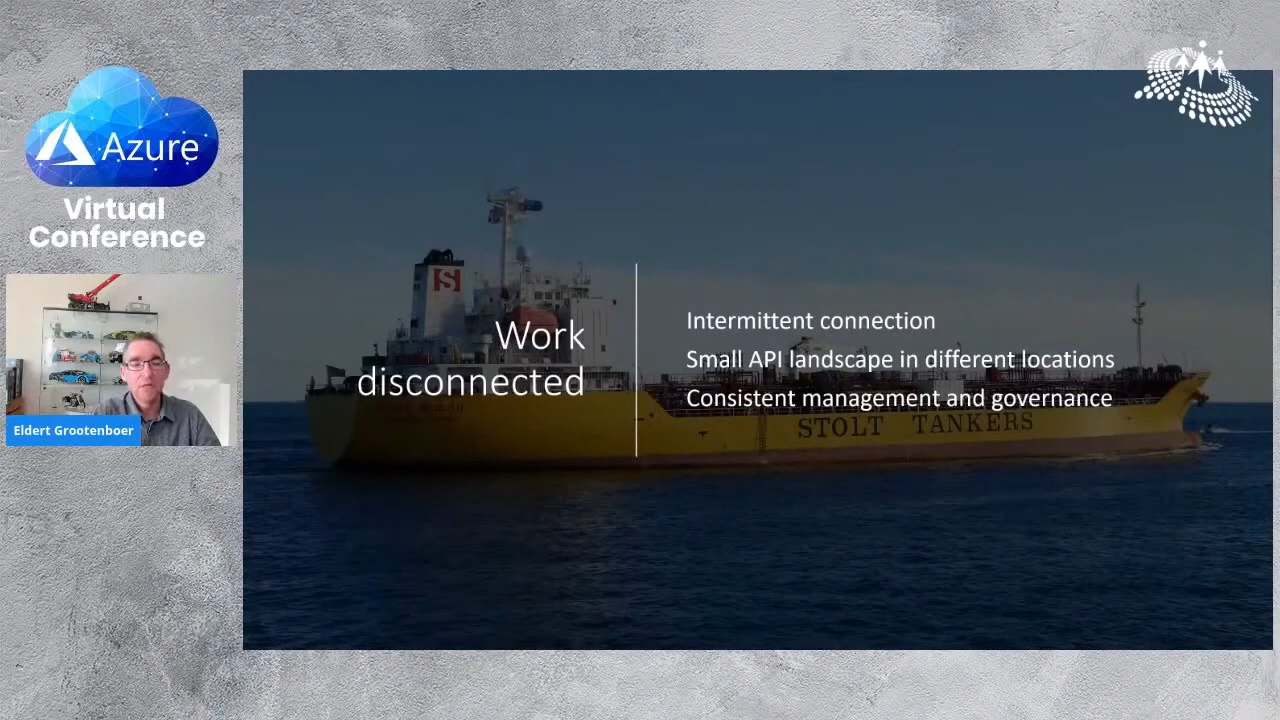 Azure
Virtual
Conference
Eldert Grootenboer
Work
disconnected
Intermittent connection
Small API landscape in different locations
Consistent management and governance
S
STOLT TANKERS